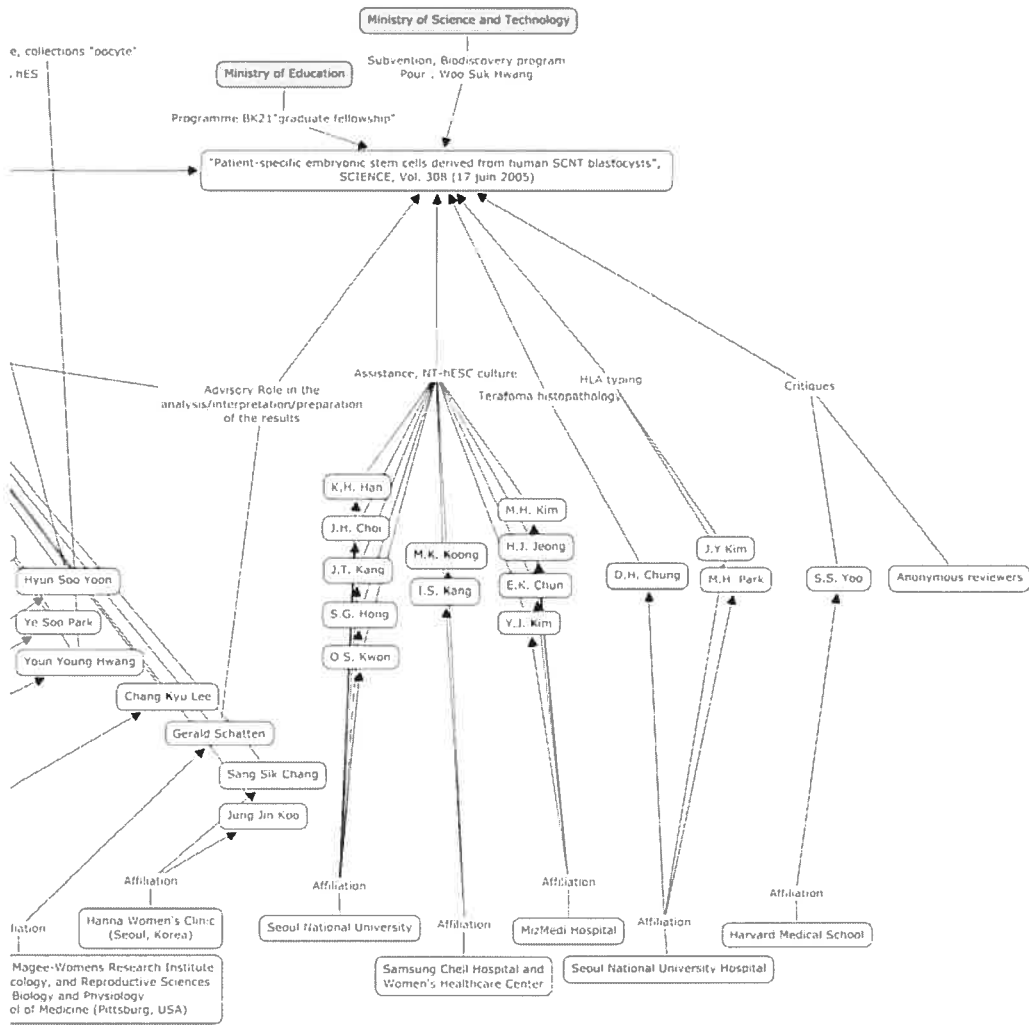 Ministry of Science and Technology
e, collections "oocyte"
, hES
Subvention, Biodiscovery program
Pour , Woo Suk Hwang
Ministry of Education
Programme BK21"graduate fellowship"
"Patient-specific embryonic stem cells derived from human SCNT blastocysts",
SCIENCE, Vol. 308 (17 juin 2005)
Assistance, NT-hESC culture
HLA typing
Critiques
Advisory Role in the
analysis/interpretation/preparation
of the results
Teratoma histopathology
K.H. Han
J.H. Choi
J.T. Kang
S.G. Hong
O.S. Kwon
M.K. Koong
I.S. Kang
M.H. Kim
H.J. Jeong
E.K. Chun
Y.J. Kim
D.H. Chung
J.Y Kim
M.H. Park
S.S. Yoo
Anonymous reviewers
Hyun Soo Yoon
Ye Soo Park
Youn Young Hwang
Chang Kyu Lee
Gerald Schatten
Sang Sik Chang
Jung Jin Koo
Affiliation
Hanna Women's Clinic
(Seoul, Korea)
Affiliation
Seoul National University
Affiliation
Samsung Cheil Hospital and
Women's Healthcare Center
Affiliation
MizMedi Hospital
Affiliation
Seoul National University Hospital
Affiliation
Harvard Medical School
liation
Magee-Womens Research Institute
cology, and Reproductive Sciences
Biology and Physiology
ol of Medicine (Pittsburg, USA)